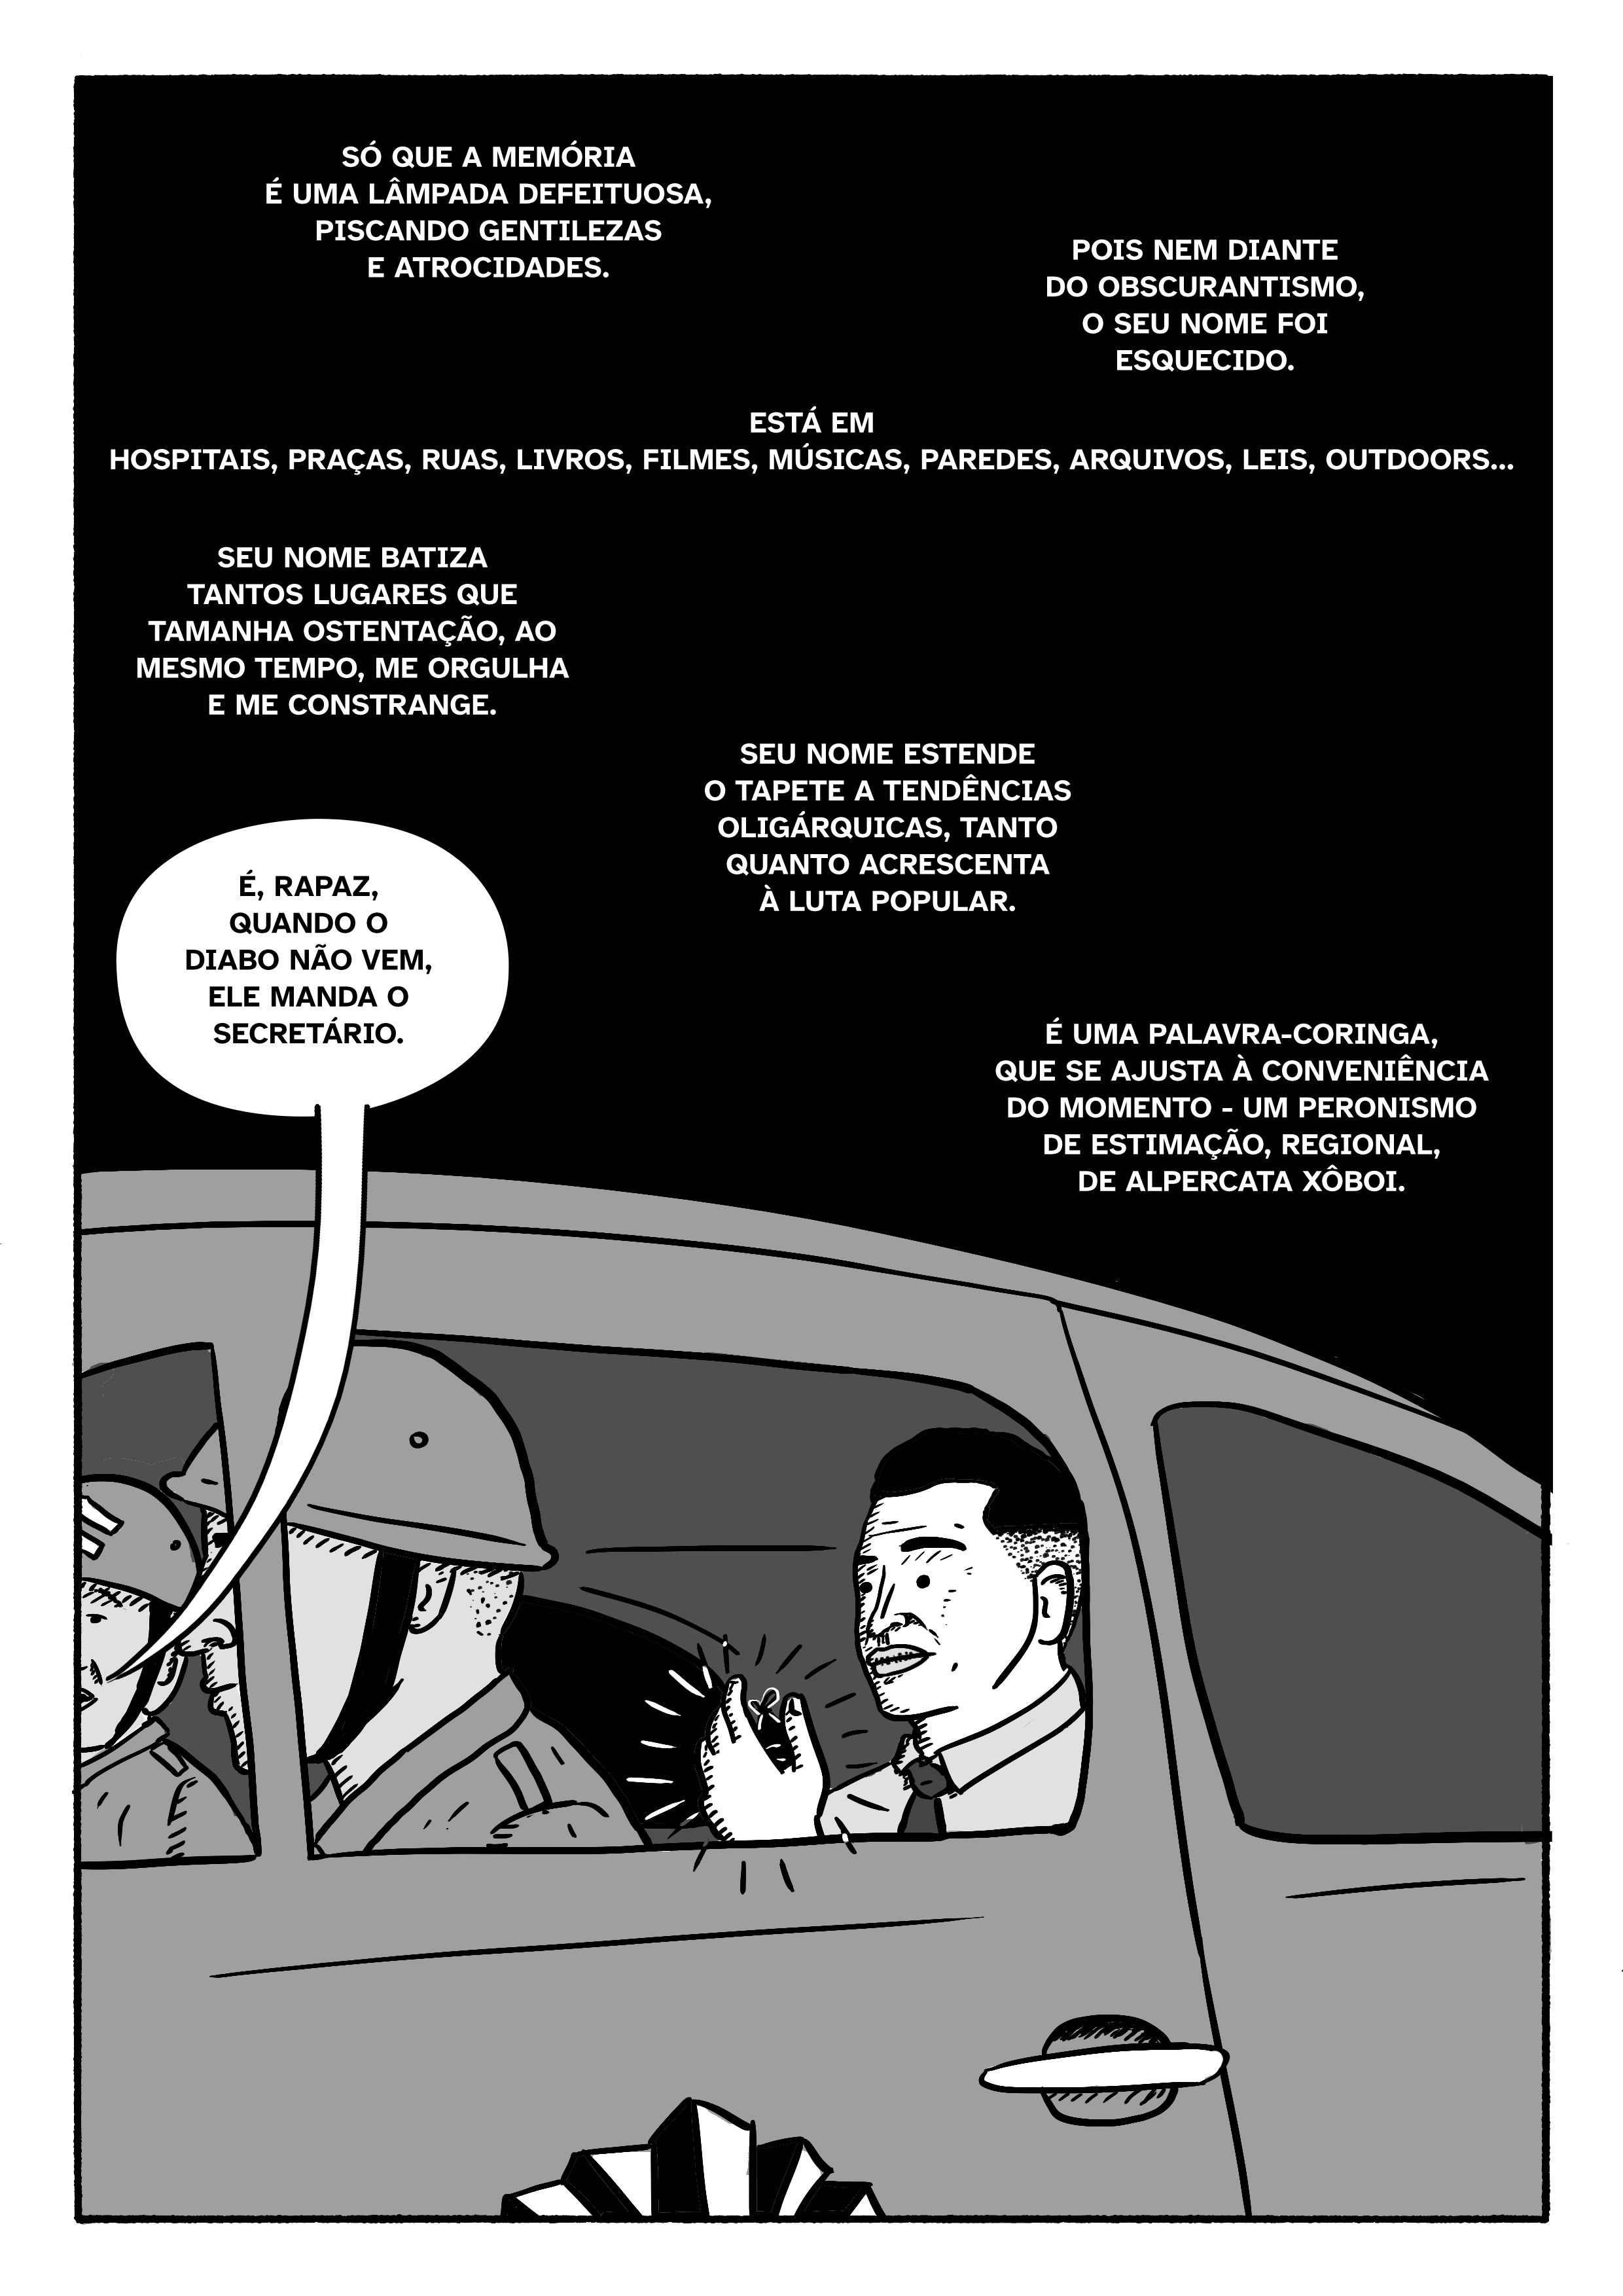 SÓ QUE A MEMÓRIA
É UMA LÂMPADA DEFEITUOSA,
PISCANDO GENTILEZAS
E ATROCIDADES.
POIS NEM DIANTE
DO OBSCURANTISMO,
O SEU NOME FOI
ESQUECIDO.
ESTÁ EM
HOSPITAIS, PRAÇAS, RUAS, LIVROS, FILMES, MÚSICAS, PAREDES, ARQUIVOS, LEIS, OUTDOORS...
SEU NOME BATIZA
TANTOS LUGARES QUE
TAMANHA OSTENTAÇÃO, AO
MESMO TEMPO, ME ORGULHA
E ME CONSTRANGE.
SEU NOME ESTENDE
O TAPETE A TENDÊNCIAS
OLIGÁRQUICAS, TANTO
QUANTO ACRESCENTA
À LUTA POPULAR.
É, RAPAZ,
QUANDO O
DIABO NÃO VEM,
ELE MANDA O
SECRETÁRIO.
É UMA PALAVRA-CORINGA,
QUE SE AJUSTA À CONVENIÊNCIA
DO MOMENTO - UM PERONISMO
DE ESTIMAÇÃO, REGIONAL,
DE ALPERCATA XÔBOI.